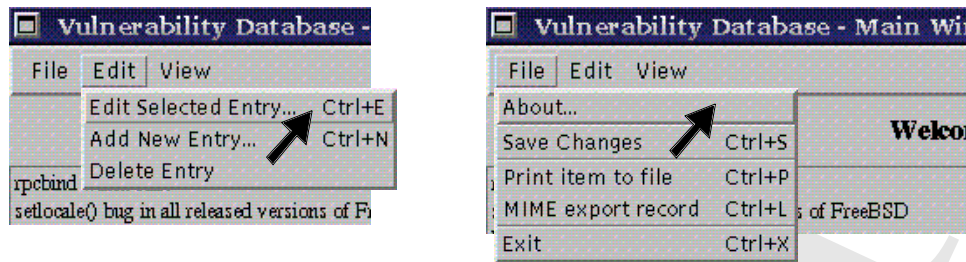 Vulnerability Database -
File Edit View
Edit Selected Entry... Ctrl+E
Add New Entry... Ctrl+N
Delete Entry
rpcbind
setlocale() bug in all released versions of
Vulnerability Database - Main
File Edit View
About...
Save Changes Ctrl+S
Print item to file Ctrl+P
MIME export record Ctrl+L
Exit Ctrl+X
of FreeBSD